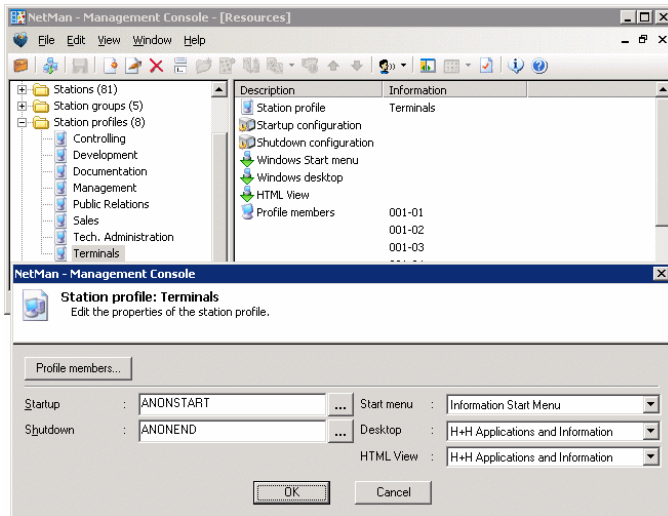 NetMan - Management Console - [Resources]
File Edit View Window Help
Stations (81)
Station groups (5)
Station profiles (8)
Controlling
Development
Documentation
Management
Public Relations
Sales
Tech. Administration
Terminals
Description Information
Station profile Terminals
Startup configuration
Shutdown configuration
Windows Start menu
Windows desktop
HTML View
Profile members 001-01
001-02
001-03
NetMan - Management Console
Station profile: Terminals
Edit the properties of the station profile.
Profile members...
Startup : ANONSTART ... Start menu : Information Start Menu
Shutdown : ANONEND ... Desktop : H+H Applications and Information
HTML View : H+H Applications and Information
OK Cancel